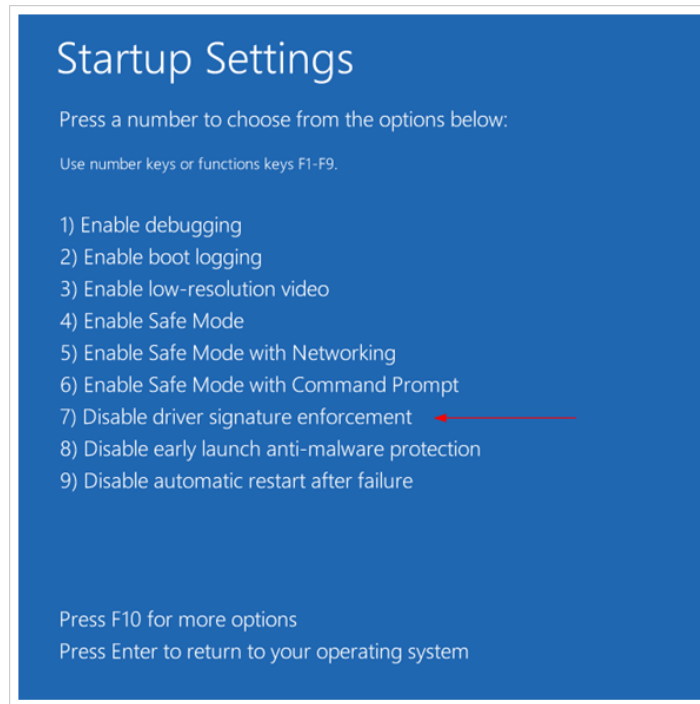 Startup Settings
Press a number to choose from the options below:
Use number keys or functions keys F1-F9.
1) Enable debugging
2) Enable boot logging
3) Enable low-resolution video
4) Enable Safe Mode
5) Enable Safe Mode with Networking
6) Enable Safe Mode with Command Prompt
7) Disable driver signature enforcement
8) Disable early launch anti-malware protection
9) Disable automatic restart after failure
Press F10 for more options
Press Enter to return to your operating system